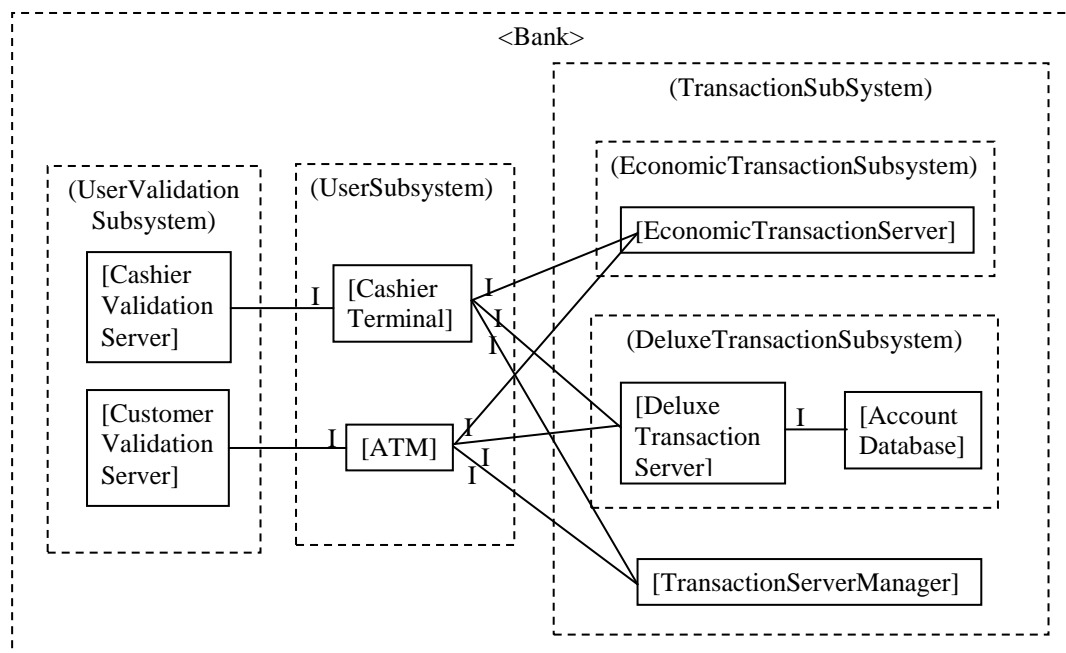 <Bank>
(TransactionSubSystem)
(EconomicTransactionSubsystem)
[EconomicTransactionServer]
(UserValidation
Subsystem)
(UserSubsystem)
[Cashier
Validation
Server]
I
[Cashier
Terminal]
I
I
I
(DeluxeTransactionSubsystem)
[Deluxe
Transaction
Server]
I
[Account
Database]
[Customer
Validation
Server]
I
[ATM]
I
I
I
[TransactionServerManager]